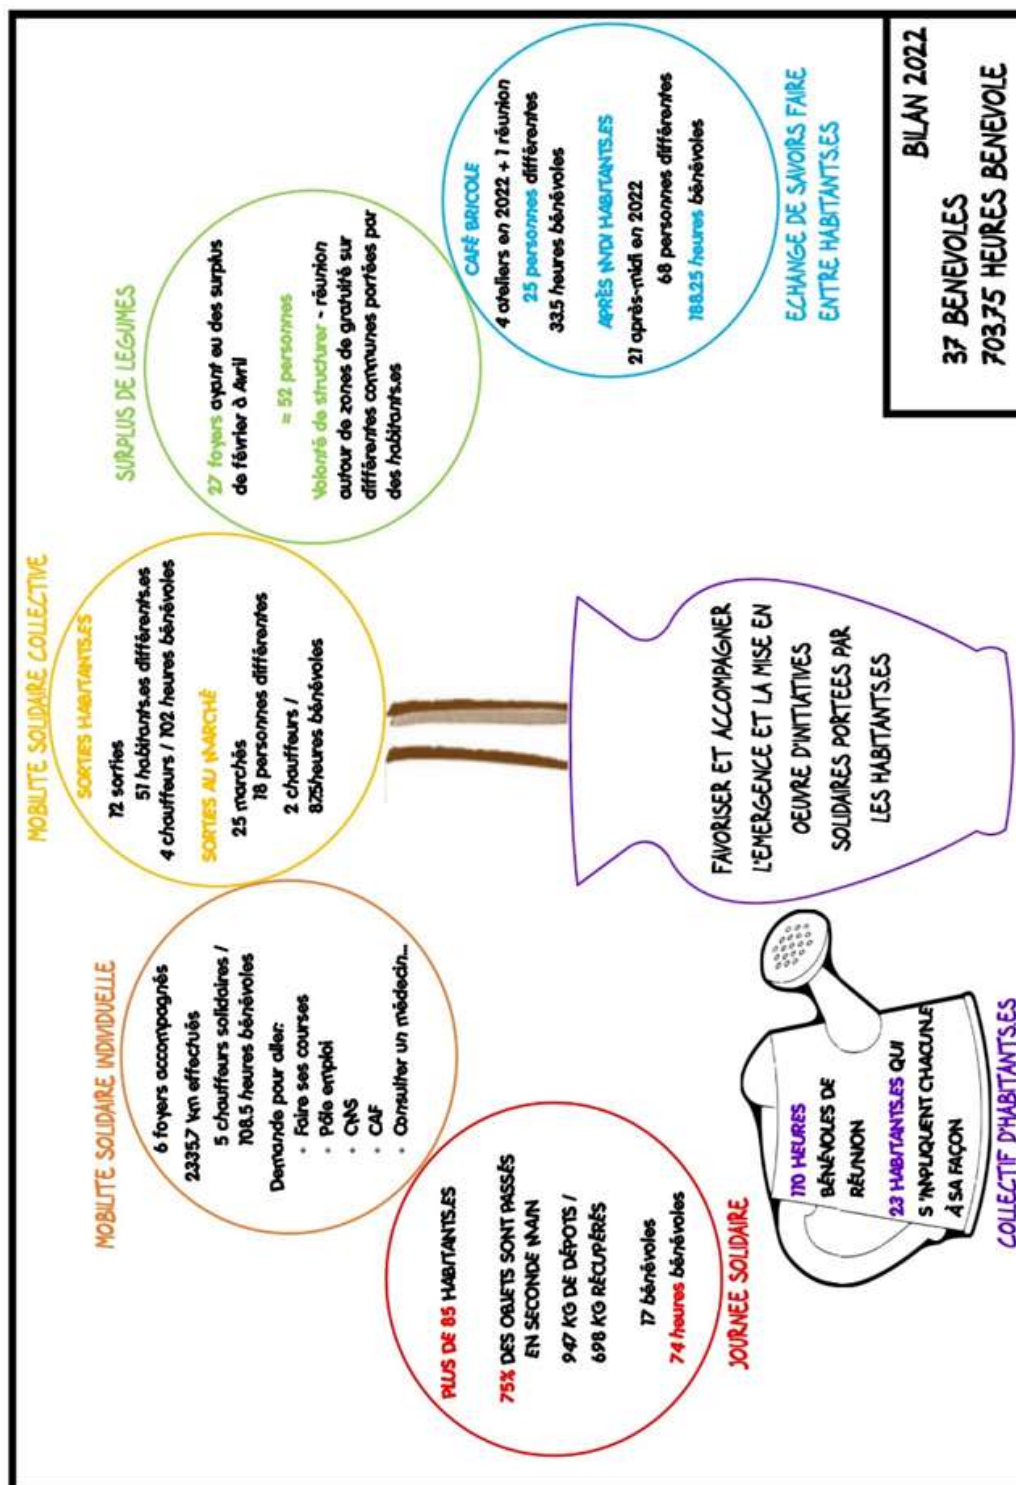 MOBILITE SOLIDAIRE COLLECTIVE
SORTIES HABITANTS.ES
12 sorties
51 habitants.es différents.es
4 chauffeurs / 102 heures bénévoles
SORTIES AU MARCHÉ
25 marchés
18 personnes différentes
2 chauffeurs /
82.5heures bénévoles
SURPLUS DE LEGUMES
27 foyers ayant eu des surplus
de février à Avril
= 52 personnes
Volonté de structurer - réunion
autour de zones de gratuité sur
différentes communes portées par
des habitants.es
MOBILITE SOLIDAIRE INDIVIDUELLE
6 foyers accompagnés
2335.7 km effectués
5 chauffeurs solidaires /
108.5 heures bénévoles
Demande pour aller:
• Faire ses courses
• Pôle emploi
• CMS
• CAF
• Consulter un médecin...
CAFÉ BRICOLE
4 ateliers en 2022 + 1 réunion
25 personnes différentes
33.5 heures bénévoles
APRÈS MIDI HABITANTS.ES
21 après-midi en 2022
68 personnes différentes
188.25 heures bénévoles
ECHANGE DE SAVOIRS FAIRE
ENTRE HABITANTS.ES
PLUS DE 85 HABITANTS.ES
75% DES OBJETS SONT PASSÉS
EN SECONDE MAIN
947 KG DE DÉPOTS /
698 KG RÉCUPÉRÉS
17 bénévoles
74 heures bénévoles
JOURNEE SOLIDAIRE
FAVORISER ET ACCOMPAGNER
L'EMERGENCE ET LA MISE EN
OEUVRE D'INITIATIVES
SOLIDAIRES PORTEES PAR
LES HABITANTS.ES
110 HEURES
BÉNÉVOLES DE
RÉUNION
23 HABITANTS.ES QUI
S 'IMPLIQUENT CHACUN.E
À SA FAÇON
COLLECTIF D'HABITANTS.ES
BILAN 2022
37 BENEVOLES
703.75 HEURES BENEVOLE